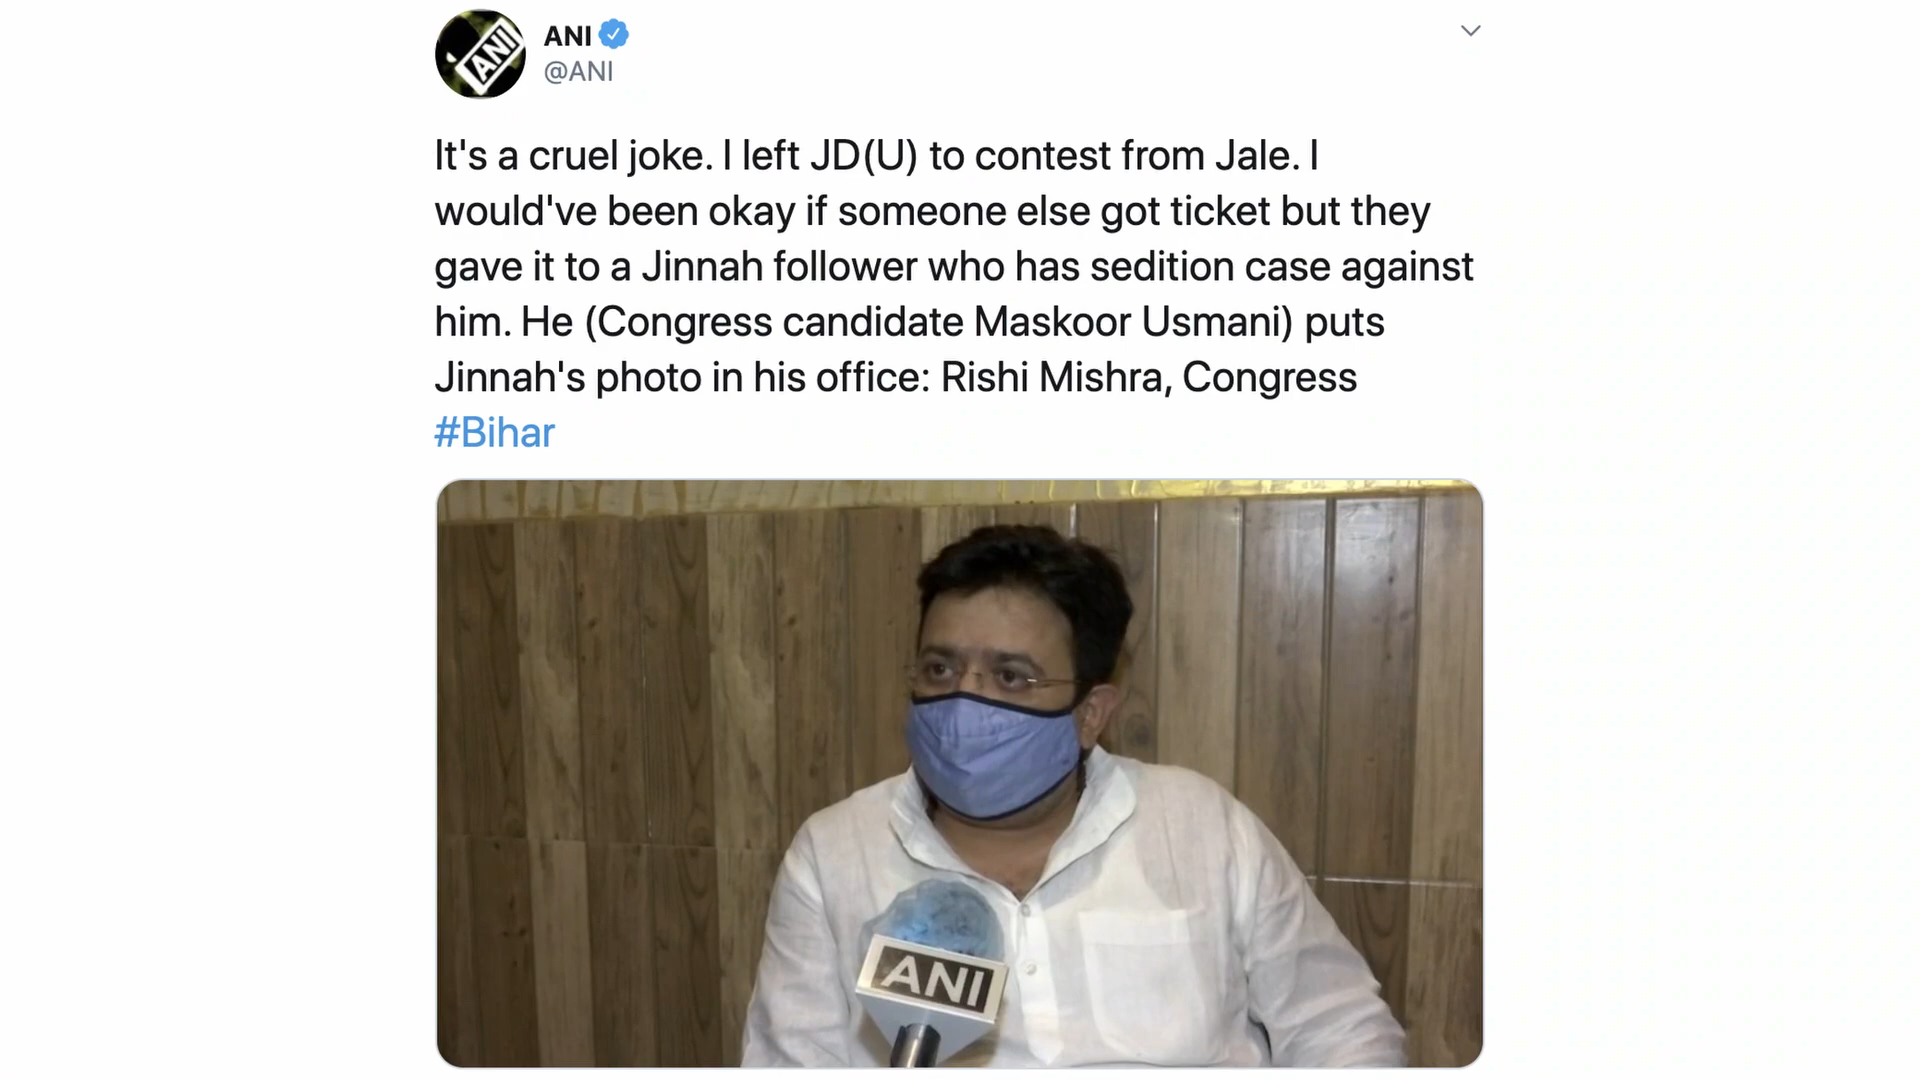 ANI
ANI
@ANI
It's a cruel joke. I left JD(U) to contest from Jale. I
would've been okay if someone else got ticket but they
gave it to a Jinnah follower who has sedition case against
him. He (Congress candidate Maskoor Usmani) puts
Jinnah's photo in his office: Rishi Mishra, Congress
#Bihar
ANI